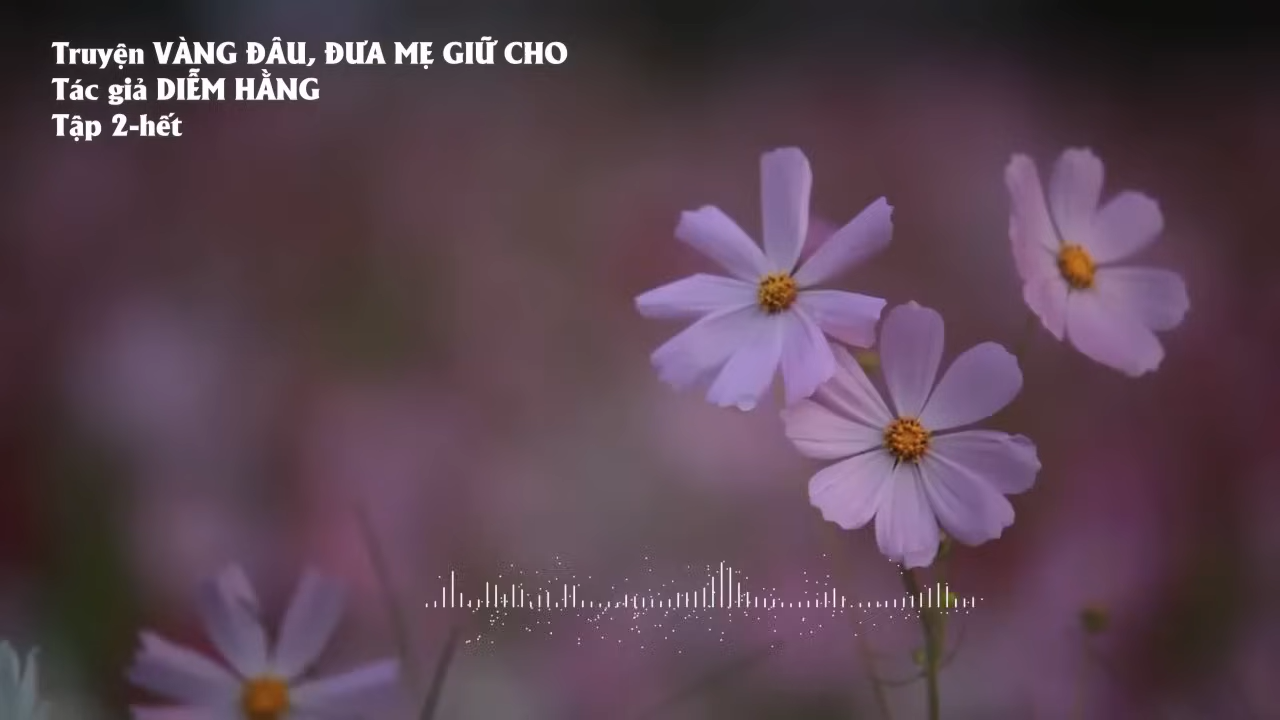 Truyện VÀNG ĐÂU, ĐƯA MẸ GIỮ CHO
Tác giả DIỄM HẰNG
Tập 2-hết